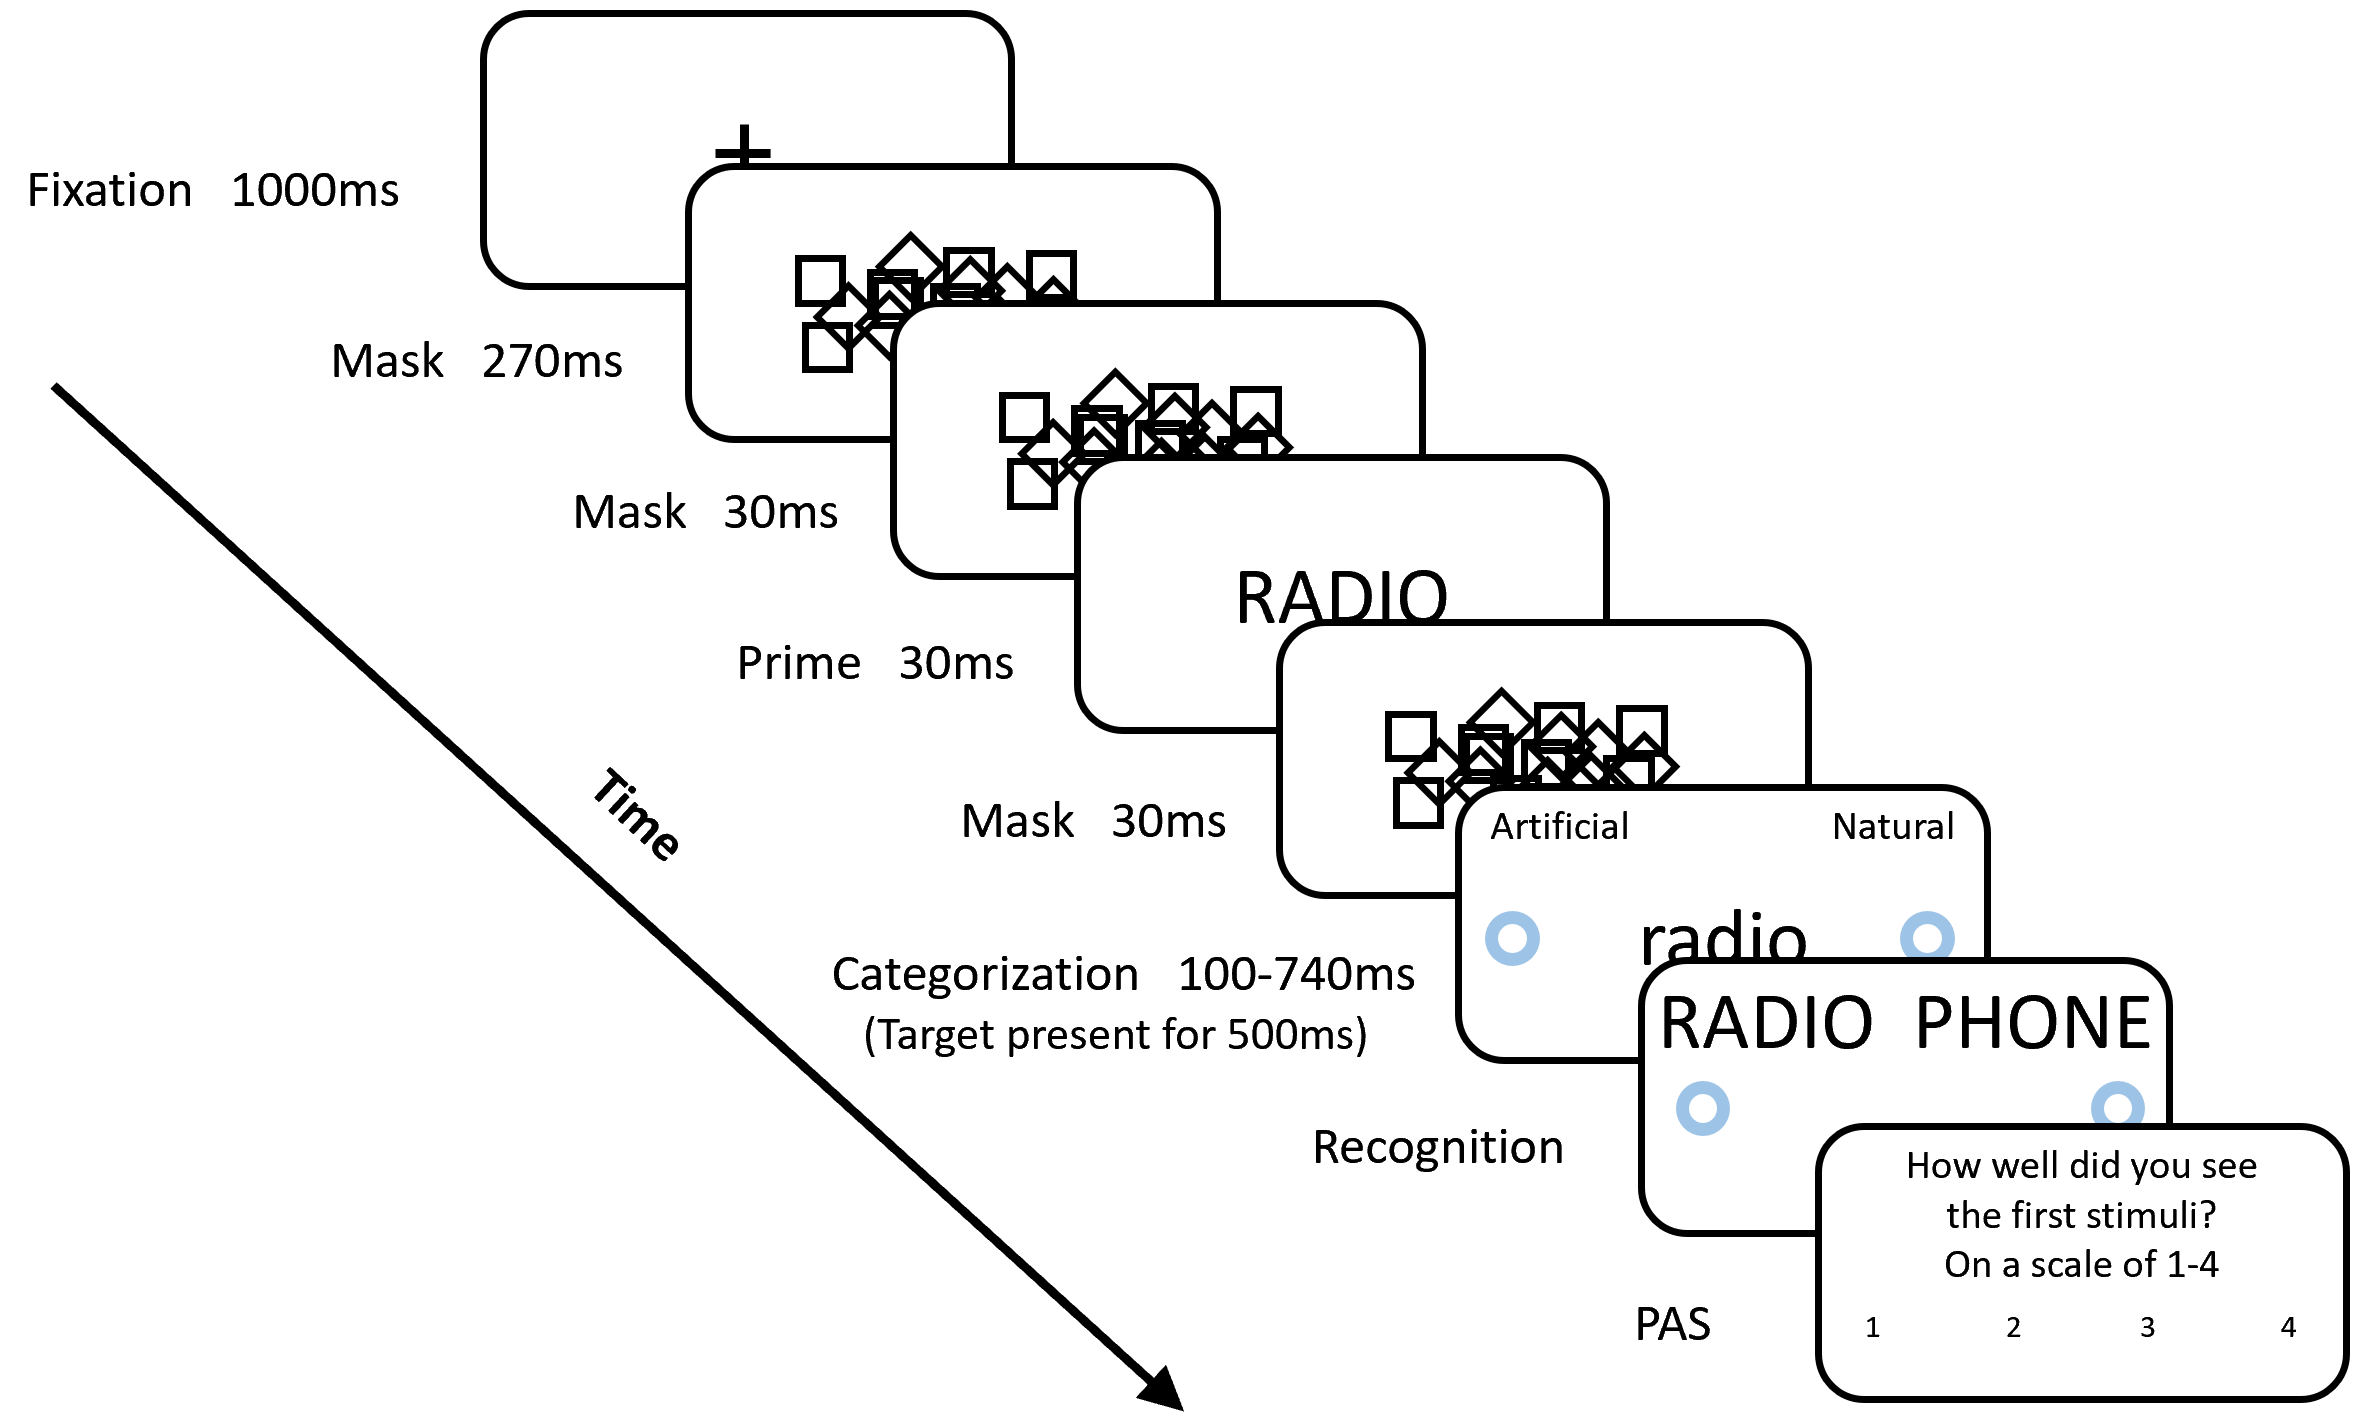 Fixation 1000ms
Mask 270ms
Mask 30ms
RADIO
Prime 30ms
Time
Mask 30ms
Artificial Natural
radio
Categorization 100-740ms
(Target present for 500ms)
RADIO PHONE
Recognition
How well did you see
the first stimuli?
On a scale of 1-4
PAS
1 2 3 4